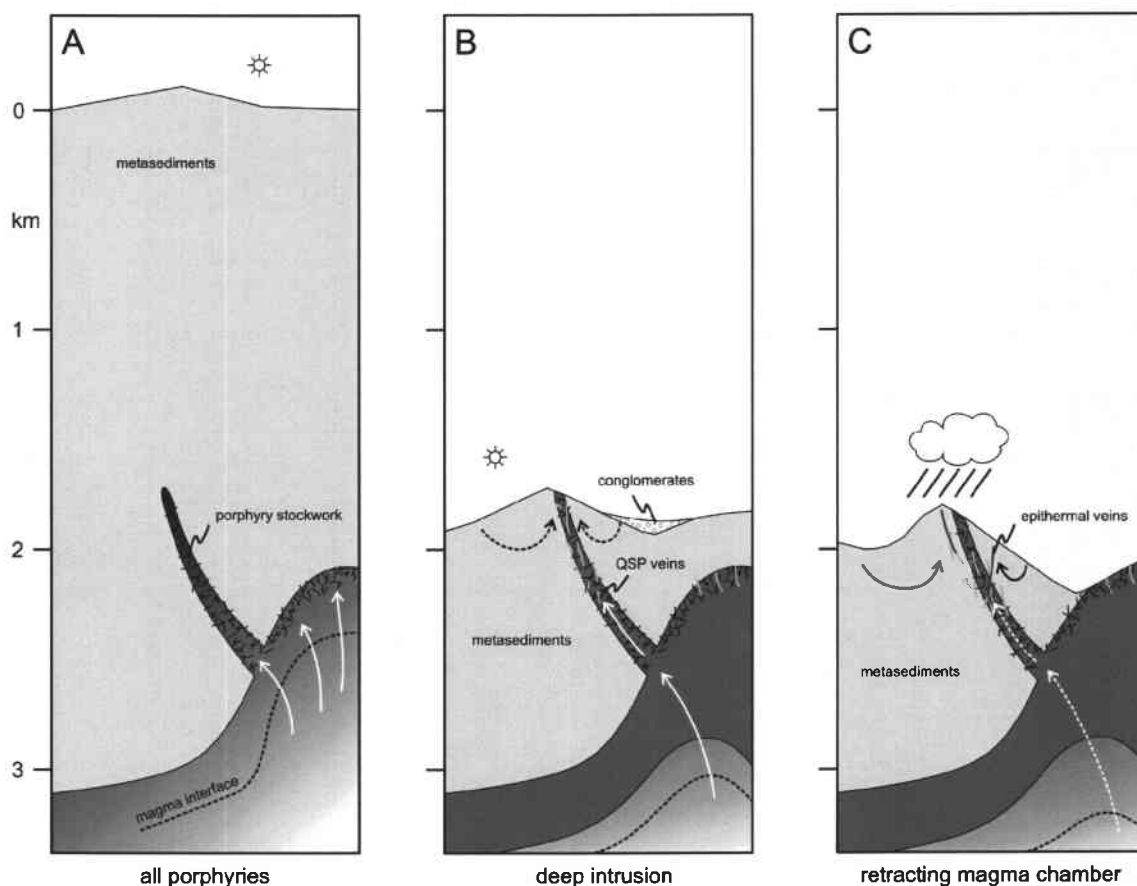 A
B
C
0
km
1
2
3
metasediments
porphyry stockwork
magma interface
all porphyries
conglomerates
QSP veins
metasediments
deep intrusion
epithermal veins
metasediments
retracting magma chamber